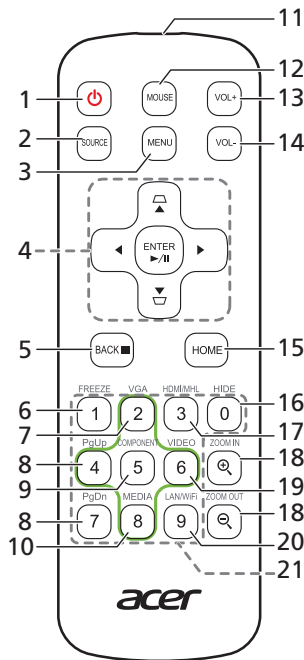 11
12
1
MOUSE
VOL+
13
2
SOURCE
MENU
VOL-
14
3
4
ENTER
5
BACK
HOME
15
FREEZE VGA HDMI/MHL HIDE
6
1 2 3 0
16
7
17
PgUp COMPONENT VIDEO ZOOM IN
8
4 5 6
18
9
19
PgDn MEDIA LAN/WiFi ZOOM OUT
8
7 8 9
18
10
20
21
acer